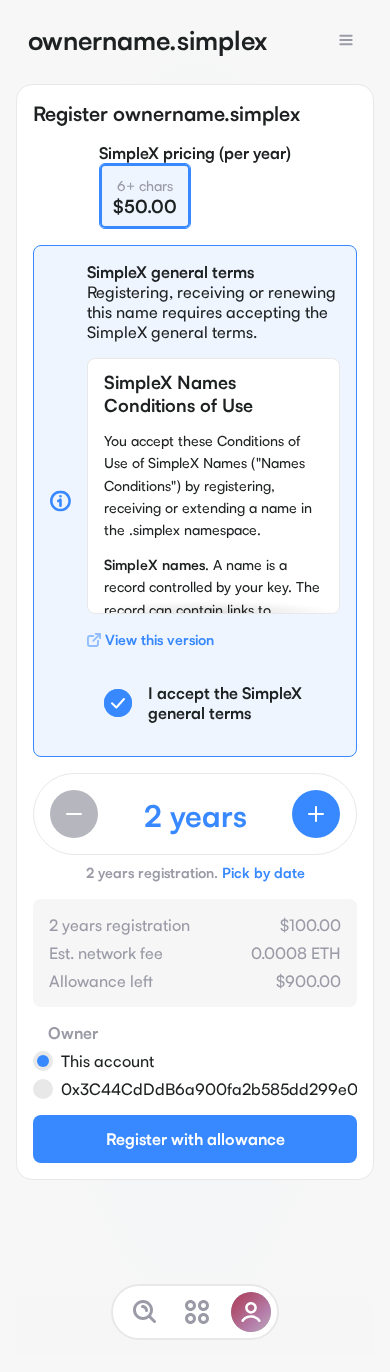 ownername.simplex
Register ownername.simplex
SimpleX pricing (per year)
6+ chars
$50.00
SimpleX general terms
Registering, receiving or renewing
this name requires accepting the
SimpleX general terms.
SimpleX Names
Conditions of Use
You accept these Conditions of
Use of SimpleX Names ("Names
Conditions") by registering,
receiving or extending a name in
the .simplex namespace.
SimpleX names. A name is a
record controlled by your key. The
record can contain links to
View this version
I accept the SimpleX
general terms
2 years
2 years registration. Pick by date
2 years registration $100.00
Est. network fee 0.0008 ETH
Allowance left $900.00
Owner
This account
0x3C44CdDdB6a900fa2b585dd299e0
Register with allowance